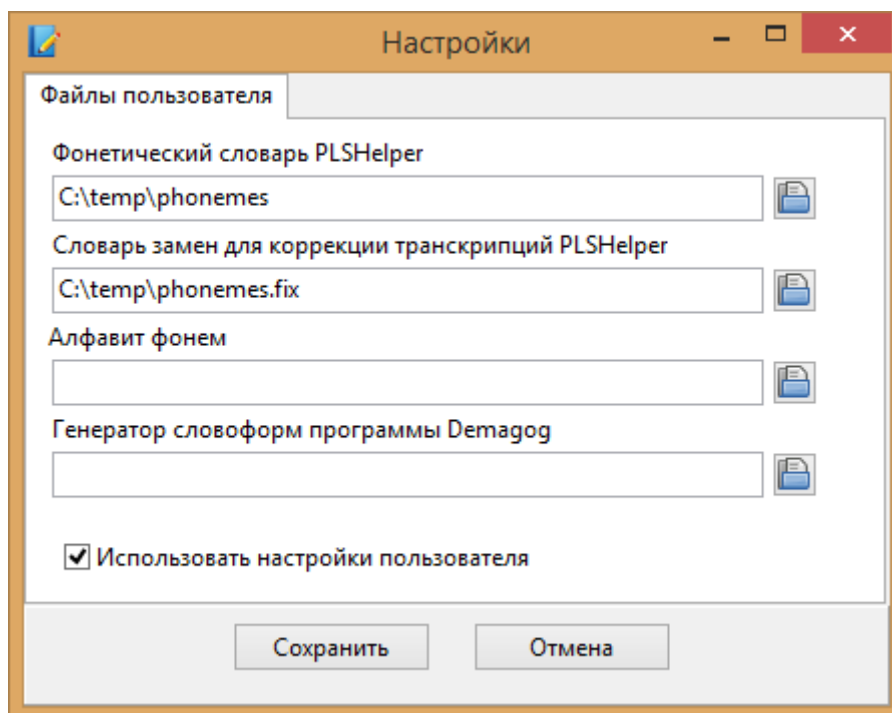 Настройки
Файлы пользователя
Фонетический словарь PLSHelper
C:\temp\phonemes
Словарь замен для коррекции транскрипций PLSHelper
C:\temp\phonemes.fix
Алфавит фонем
Генератор словоформ программы Demagog
Использовать настройки пользователя
Сохранить
Отмена